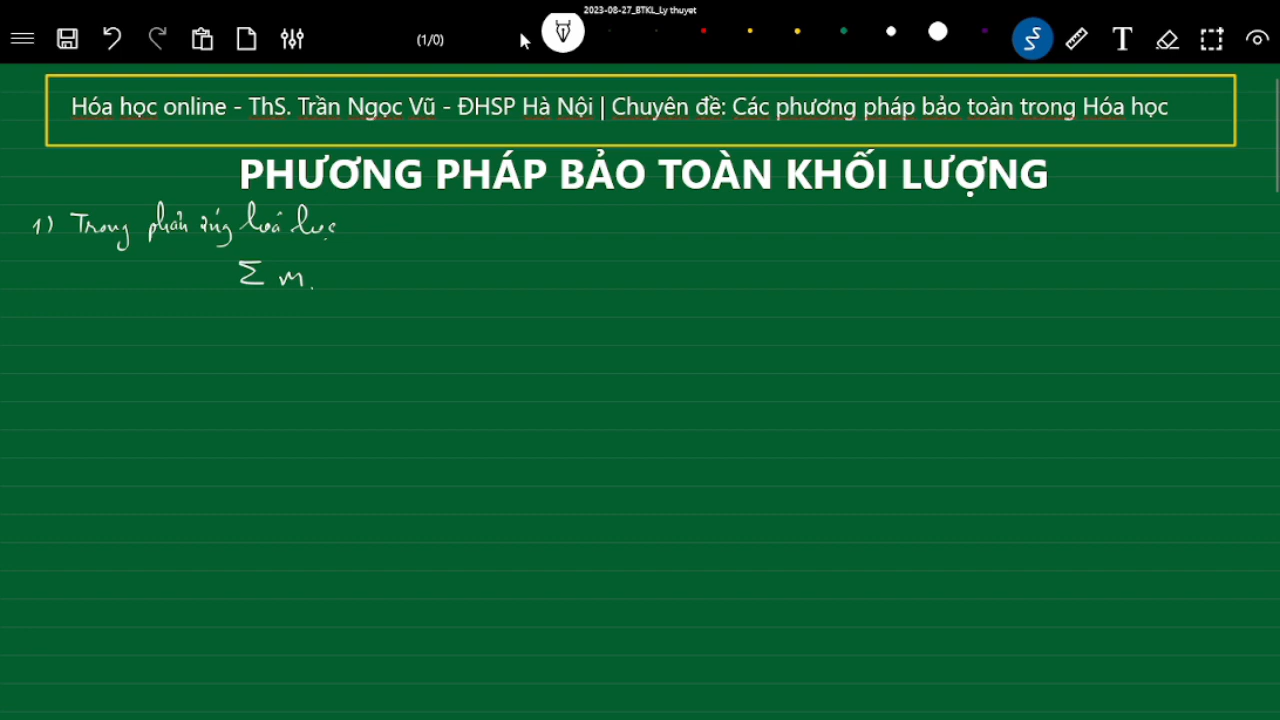 2023-08-27_BTKL_Ly thuyet
(1/0)
T
Hóa học online - ThS. Trần Ngọc Vũ - ĐHSP Hà Nội | Chuyên đề: Các phương pháp bảo toàn trong Hóa học
PHƯƠNG PHÁP BẢO TOÀN KHỐI LƯỢNG
1) Trong phản ứng hoá học
Σ m